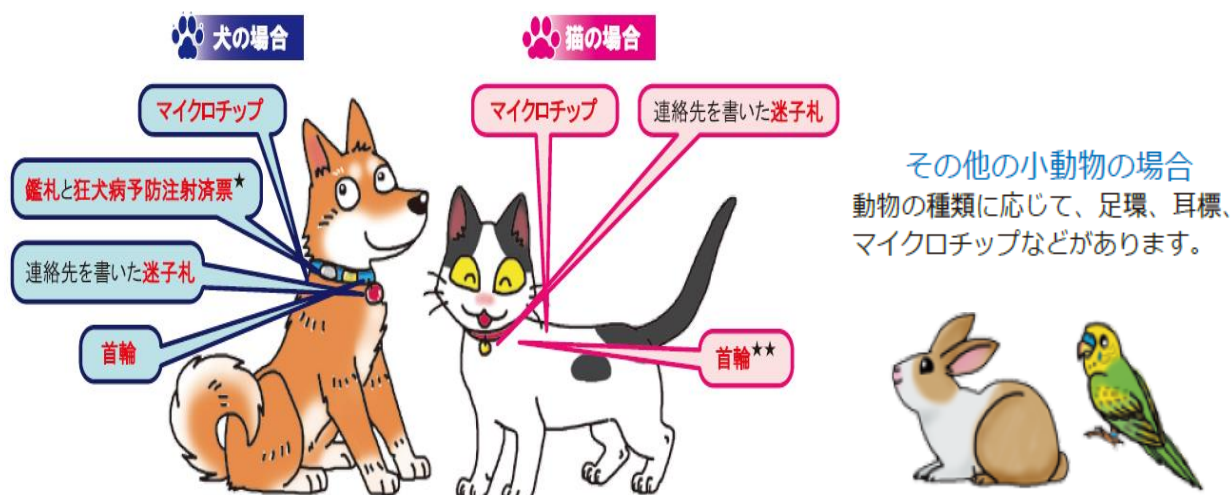 犬の場合
マイクロチップ
鑑札と狂犬病予防注射済票★
連絡先を書いた迷子札
首輪
猫の場合
マイクロチップ
連絡先を書いた迷子札
首輪★★
その他の小動物の場合
動物の種類に応じて、足環、耳標、
マイクロチップなどがあります。